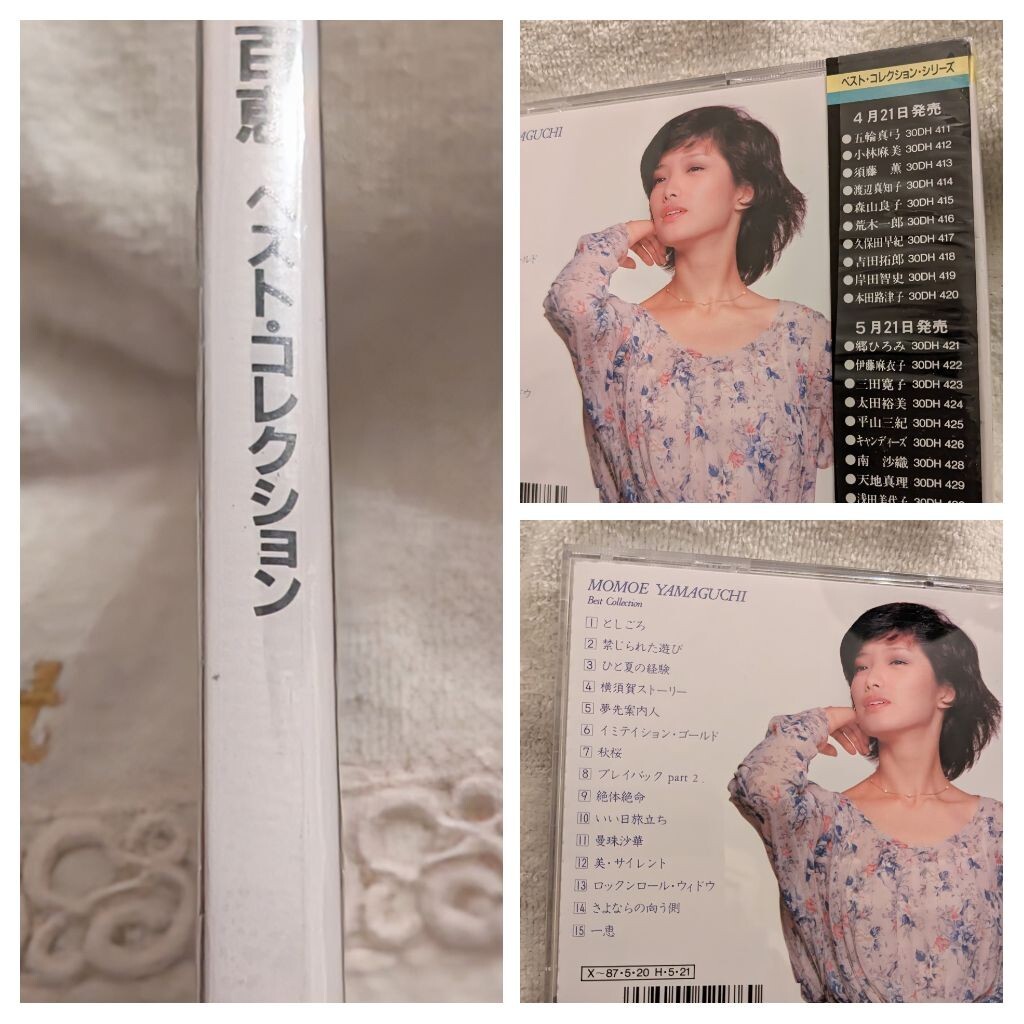 百恵 ベスト・コレクション
AMAGUCHI
ールド
ドウ
ベスト・コレクション・シリーズ
4月21日発売
●五輪真弓 30DH 411
●小林麻美 30DH 412
●須藤 薫 30DH 413
●渡辺真知子 30DH 414
●森山良子 30DH 415
●荒木一郎 30DH 416
●久保田早紀 30DH 417
●吉田拓郎 30DH 418
●岸田智史 30DH 419
●本田路津子 30DH 420
5月21日発売
●郷ひろみ 30DH 421
●伊藤麻衣子 30DH 422
●三田寛子 30DH 423
●太田裕美 30DH 424
●平山三紀 30DH 425
●キャンディーズ 30DH 426
●南 沙織 30DH 428
●天地真理 30DH 429
●浅田美代子 30DH
MOMOE YAMAGUCHI
Best Collection
1 としごろ
2 禁じられた遊び
3 ひと夏の経験
4 横須賀ストーリー
5 夢先案内人
6 イミテイション・ゴールド
7 秋桜
8 プレイバック part 2
9 絶体絶命
10 いい日旅立ち
11 曼珠沙華
12 美・サイレント
13 ロックンロール・ウィドウ
14 さよならの向う側
15 一恵
X〜87・5・20 H・5・21